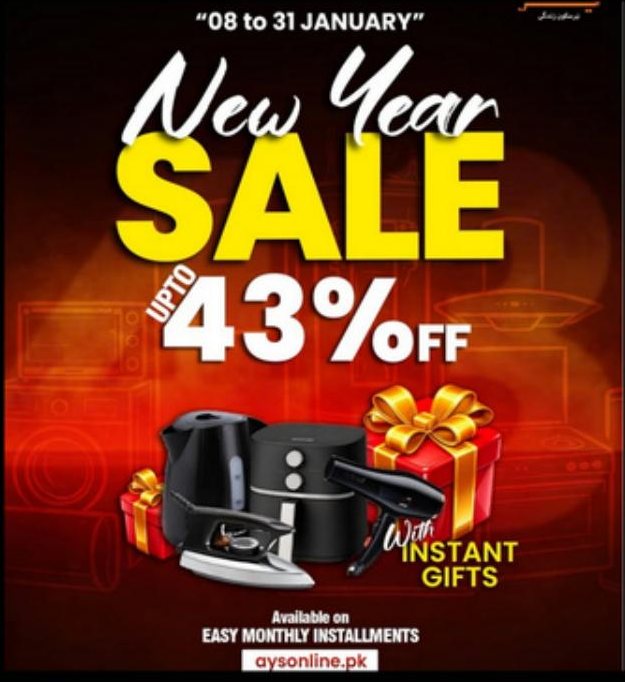 “08 to 31 JANUARY”
New Year
SALE
UPTO
43% OFF
With
INSTANT
GIFTS
Available on
EASY MONTHLY INSTALLMENTS
aysonline.pk